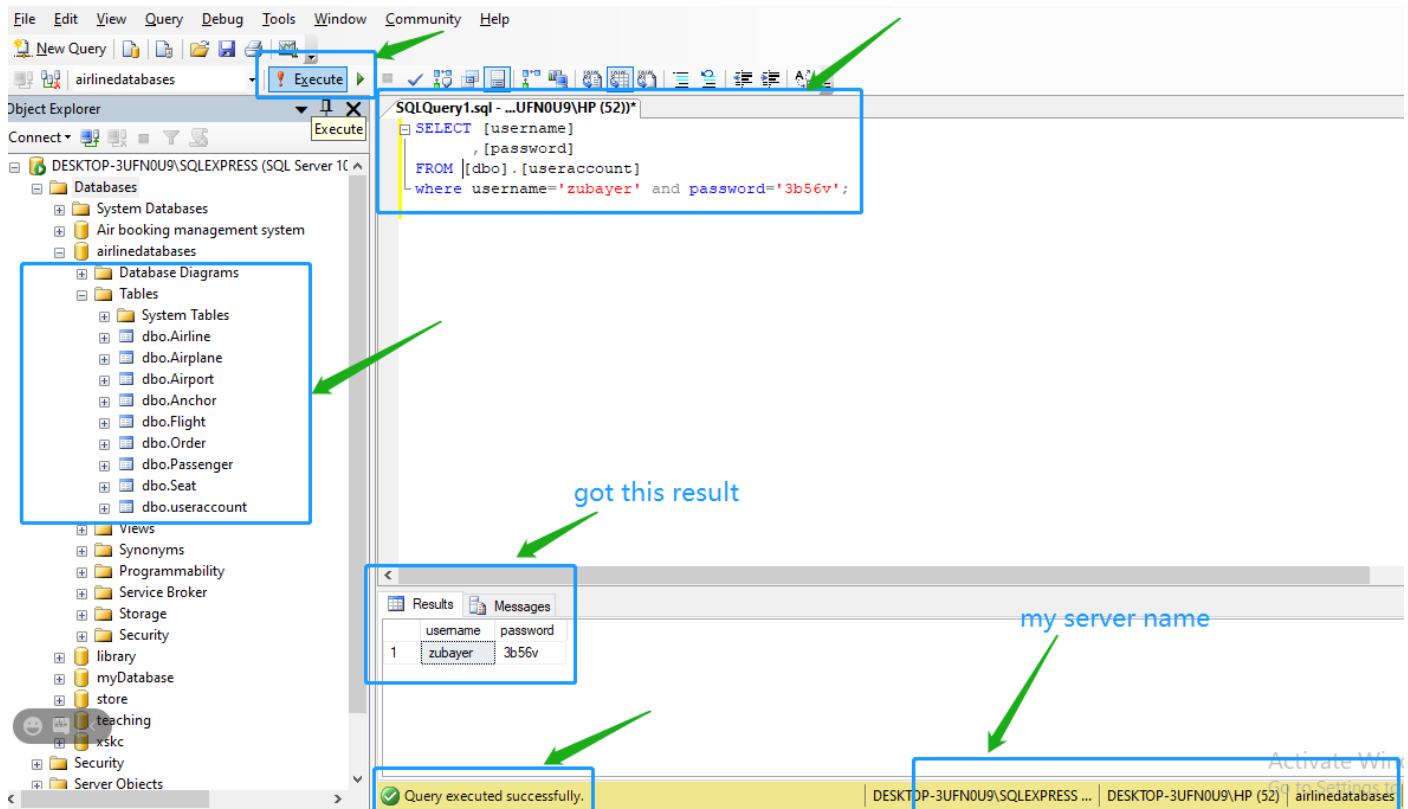 File Edit View Query Debug Tools Window Community Help
New Query
airlinedatabases Execute
Object Explorer
Execute
Connect
DESKTOP-3UFN0U9\SQLEXPRESS (SQL Server 10
Databases
System Databases
Air booking management system
airlinedatabases
Database Diagrams
Tables
System Tables
dbo.Airline
dbo.Airplane
dbo.Airport
dbo.Anchor
dbo.Flight
dbo.Order
dbo.Passenger
dbo.Seat
dbo.useraccount
Views
Synonyms
Programmability
Service Broker
Storage
Security
library
myDatabase
store
teaching
xskc
Security
Server Objects
SQLQuery1.sql - ...UFN0U9\HP (52))*
SELECT [username]
,[password]
FROM [dbo].[useraccount]
where username='zubayer' and password='3b56v';
got this result
Results Messages
username password
1 zubayer 3b56v
my server name
Activate Win
Go to Settings to
Query executed successfully.
DESKTOP-3UFN0U9\SQLEXPRESS ... DESKTOP-3UFN0U9\HP (52) airlinedatabases